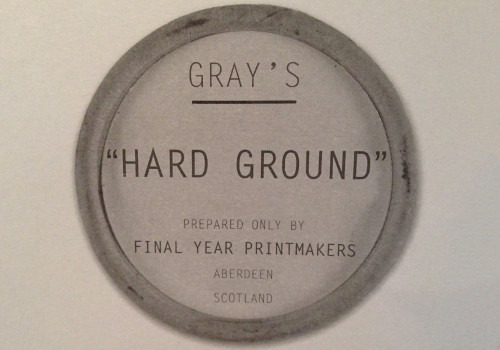 GRAY'S
"HARD GROUND"
PREPARED ONLY BY
FINAL YEAR PRINTMAKERS
ABERDEEN
SCOTLAND